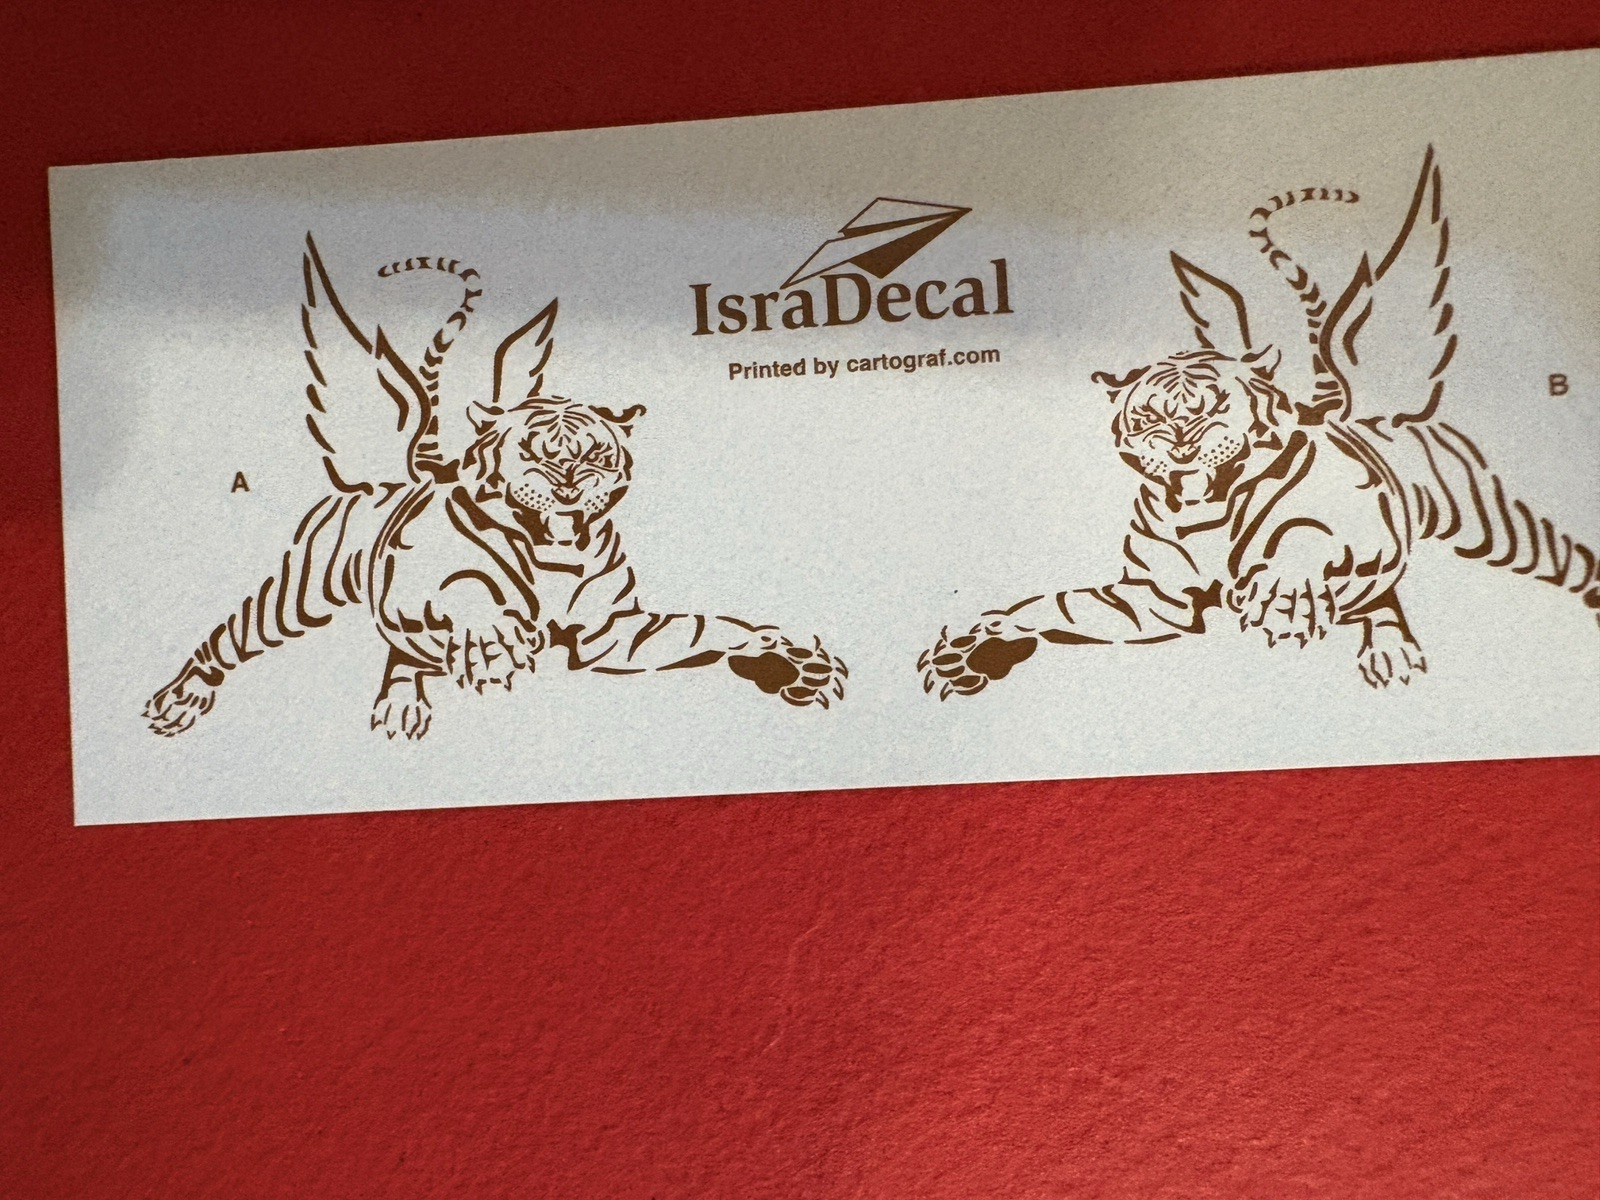 IsraDecal
Printed by cartograf.com
A
B